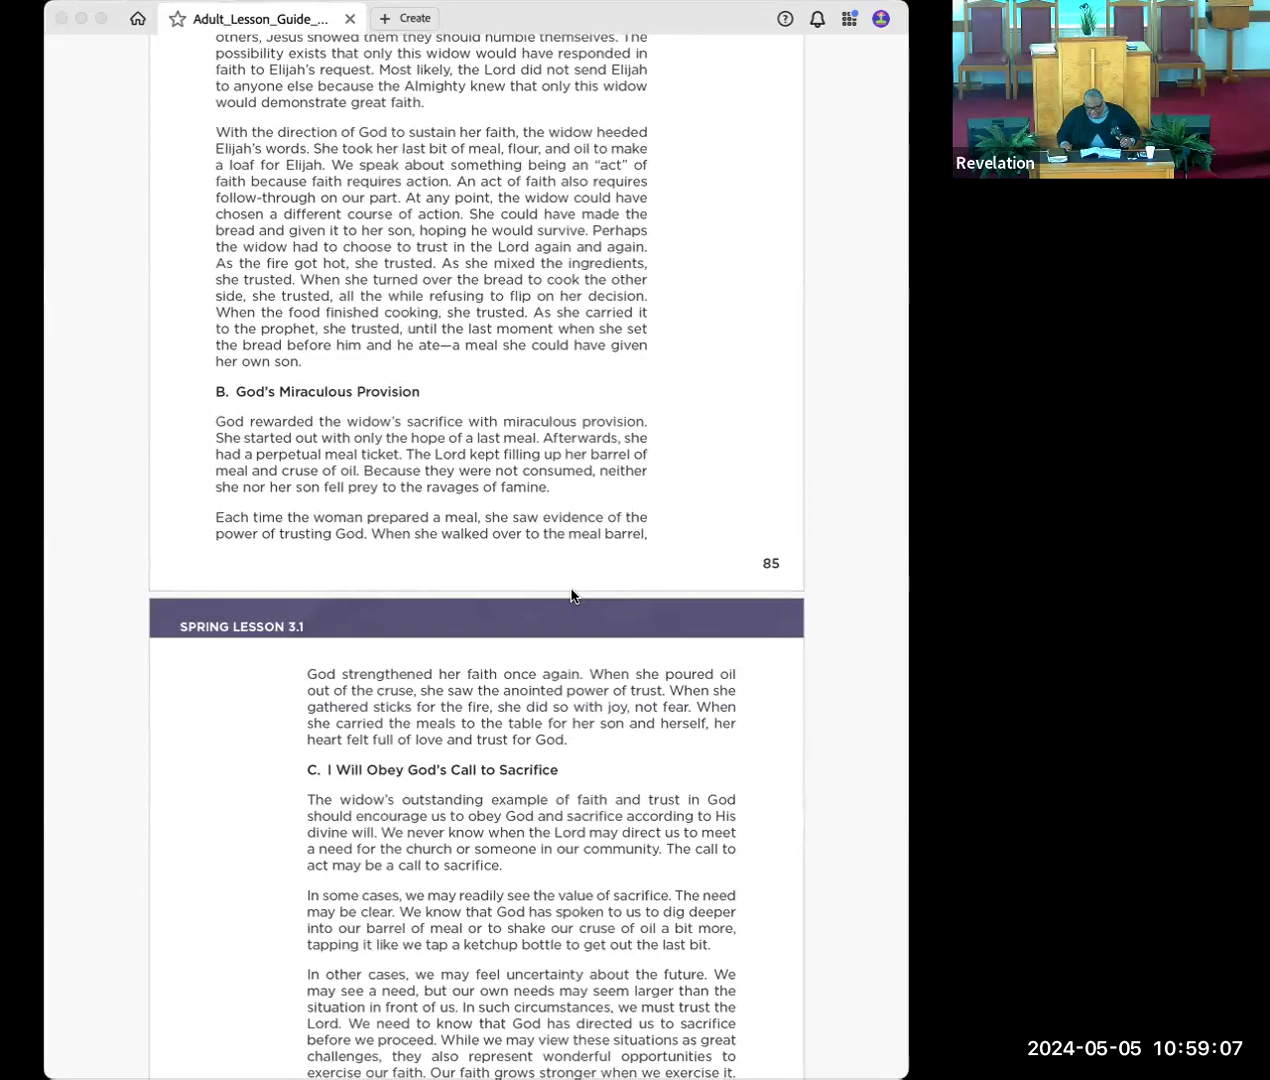 Adult_Lesson_Guide_...
Create
others, Jesus showed them they should humble themselves. The
possibility exists that only this widow would have responded in
faith to Elijah's request. Most likely, the Lord did not send Elijah
to anyone else because the Almighty knew that only this widow
would demonstrate great faith.
With the direction of God to sustain her faith, the widow heeded
Elijah's words. She took her last bit of meal, flour, and oil to make
a loaf for Elijah. We speak about something being an “act” of
faith because faith requires action. An act of faith also requires
follow-through on our part. At any point, the widow could have
chosen a different course of action. She could have made the
bread and given it to her son, hoping he would survive. Perhaps
the widow had to choose to trust in the Lord again and again.
As the fire got hot, she trusted. As she mixed the ingredients,
she trusted. When she turned over the bread to cook the other
side, she trusted, all the while refusing to flip on her decision.
When the food finished cooking, she trusted. As she carried it
to the prophet, she trusted, until the last moment when she set
the bread before him and he ate—a meal she could have given
her own son.
B. God's Miraculous Provision
God rewarded the widow's sacrifice with miraculous provision.
She started out with only the hope of a last meal. Afterwards, she
had a perpetual meal ticket. The Lord kept filling up her barrel of
meal and cruse of oil. Because they were not consumed, neither
she nor her son fell prey to the ravages of famine.
Each time the woman prepared a meal, she saw evidence of the
power of trusting God. When she walked over to the meal barrel,
85
SPRING LESSON 3.1
God strengthened her faith once again. When she poured oil
out of the cruse, she saw the anointed power of trust. When she
gathered sticks for the fire, she did so with joy, not fear. When
she carried the meals to the table for her son and herself, her
heart felt full of love and trust for God.
C. I Will Obey God's Call to Sacrifice
The widow's outstanding example of faith and trust in God
should encourage us to obey God and sacrifice according to His
divine will. We never know when the Lord may direct us to meet
a need for the church or someone in our community. The call to
act may be a call to sacrifice.
In some cases, we may readily see the value of sacrifice. The need
may be clear. We know that God has spoken to us to dig deeper
into our barrel of meal or to shake our cruse of oil a bit more,
tapping it like we tap a ketchup bottle to get out the last bit.
In other cases, we may feel uncertainty about the future. We
may see a need, but our own needs may seem larger than the
situation in front of us. In such circumstances, we must trust the
Lord. We need to know that God has directed us to sacrifice
before we proceed. While we may view these situations as great
challenges, they also represent wonderful opportunities to
exercise our faith. Our faith grows stronger when we exercise it.
Revelation
2024-05-05 10:59:07